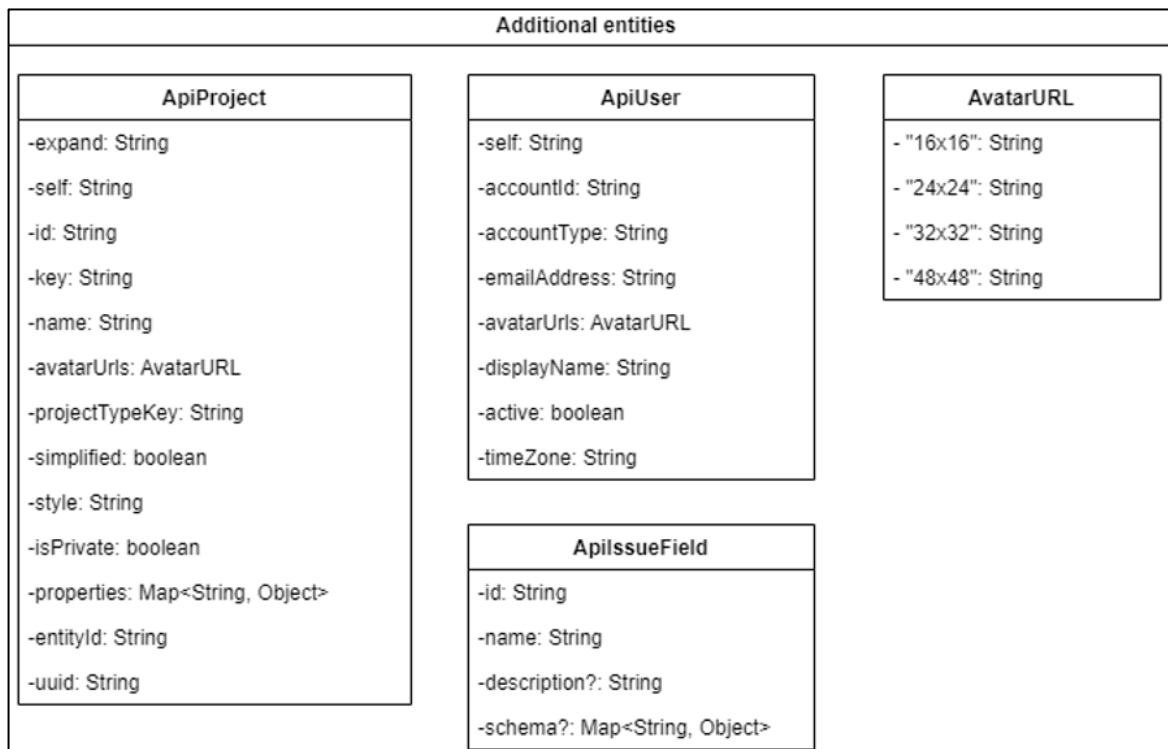 Additional entities
ApiProject
-expand: String
-self: String
-id: String
-key: String
-name: String
-avatarUrls: AvatarURL
-projectTypeKey: String
-simplified: boolean
-style: String
-isPrivate: boolean
-properties: Map<String, Object>
-entityId: String
-uuid: String
ApiUser
-self: String
-accountId: String
-accountType: String
-emailAddress: String
-avatarUrls: AvatarURL
-displayName: String
-active: boolean
-timeZone: String
ApiIssueField
-id: String
-name: String
-description?: String
-schema?: Map<String, Object>
AvatarURL
- "16x16": String
- "24x24": String
- "32x32": String
- "48x48": String